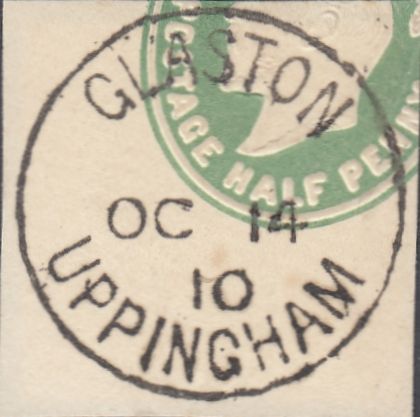 GLASTON
OC 14
10
UPPINGHAM
POSTAGE HALF PENNY